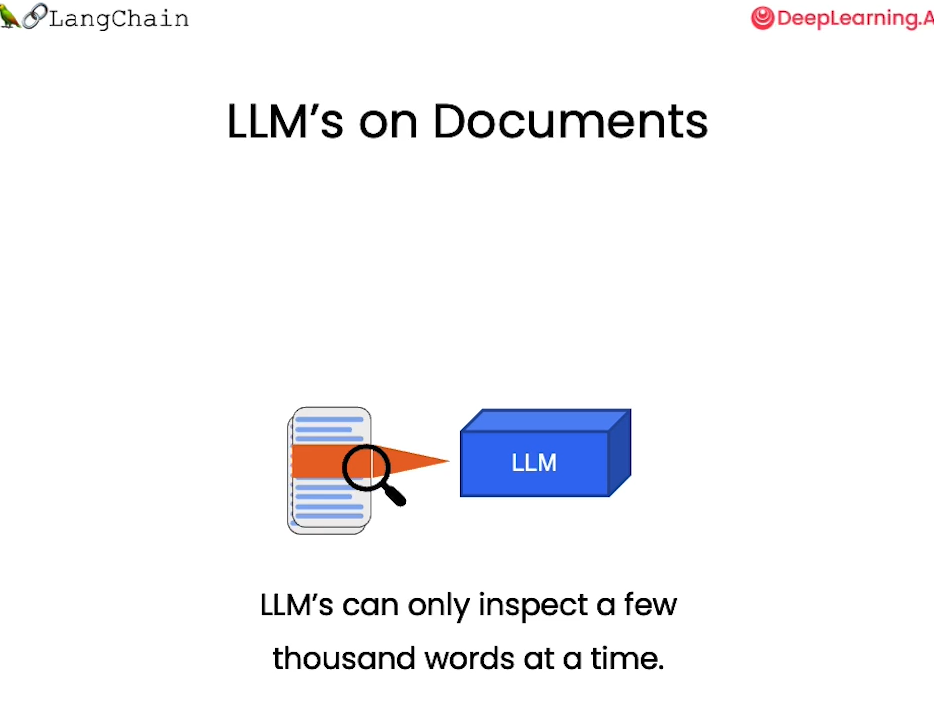 LangChain
DeepLearning.A
LLM’s on Documents
LLM
LLM’s can only inspect a few
thousand words at a time.